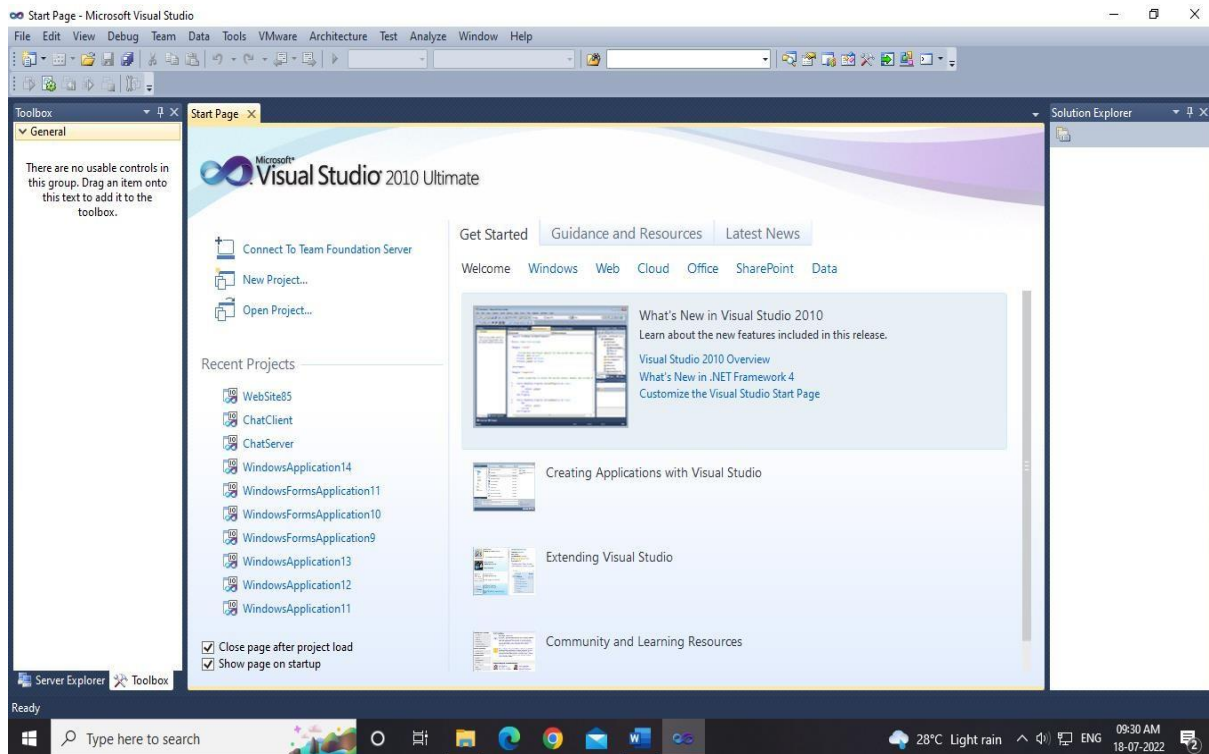 Start Page - Microsoft Visual Studio
File Edit View Debug Team Data Tools VMware Architecture Test Analyze Window Help
Toolbox
General
There are no usable controls in
this group. Drag an item onto
this text to add it to the
toolbox.
Server Explorer Toolbox
Start Page
Microsoft
Visual Studio 2010 Ultimate
Connect To Team Foundation Server
New Project...
Open Project...
Recent Projects
WebSite85
ChatClient
ChatServer
WindowsApplication14
WindowsFormsApplication11
WindowsFormsApplication10
WindowsFormsApplication9
WindowsApplication13
WindowsApplication12
WindowsApplication11
Close page after project load
Show page on startup
Get Started Guidance and Resources Latest News
Welcome Windows Web Cloud Office SharePoint Data
What's New in Visual Studio 2010
Learn about the new features included in this release.
Visual Studio 2010 Overview
What's New in .NET Framework 4
Customize the Visual Studio Start Page
Creating Applications with Visual Studio
Extending Visual Studio
Community and Learning Resources
Solution Explorer
Ready
Type here to search
28°C Light rain
ENG
09:30 AM
18-07-2022
2